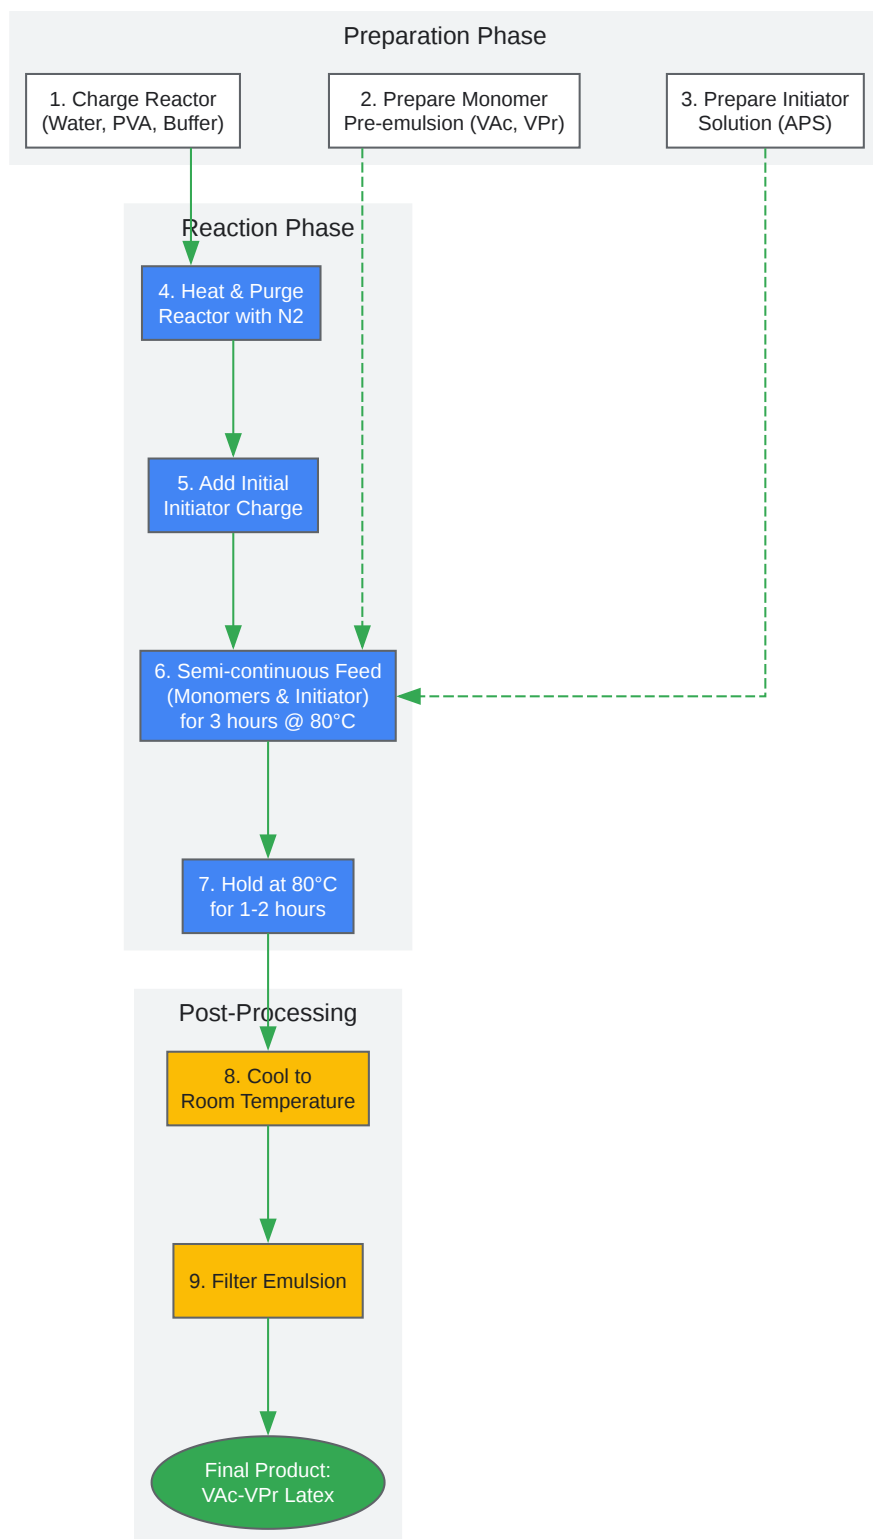 Preparation Phase
1. Charge Reactor
(Water, PVA, Buffer)
2. Prepare Monomer
Pre-emulsion (VAc, VPr)
3. Prepare Initiator
Solution (APS)
Reaction Phase
4. Heat & Purge
Reactor with N2
5. Add Initial
Initiator Charge
6. Semi-continuous Feed
(Monomers & Initiator)
for 3 hours @ 80°C
7. Hold at 80°C
for 1-2 hours
Post-Processing
8. Cool to
Room Temperature
9. Filter Emulsion
Final Product:
VAc-VPr Latex